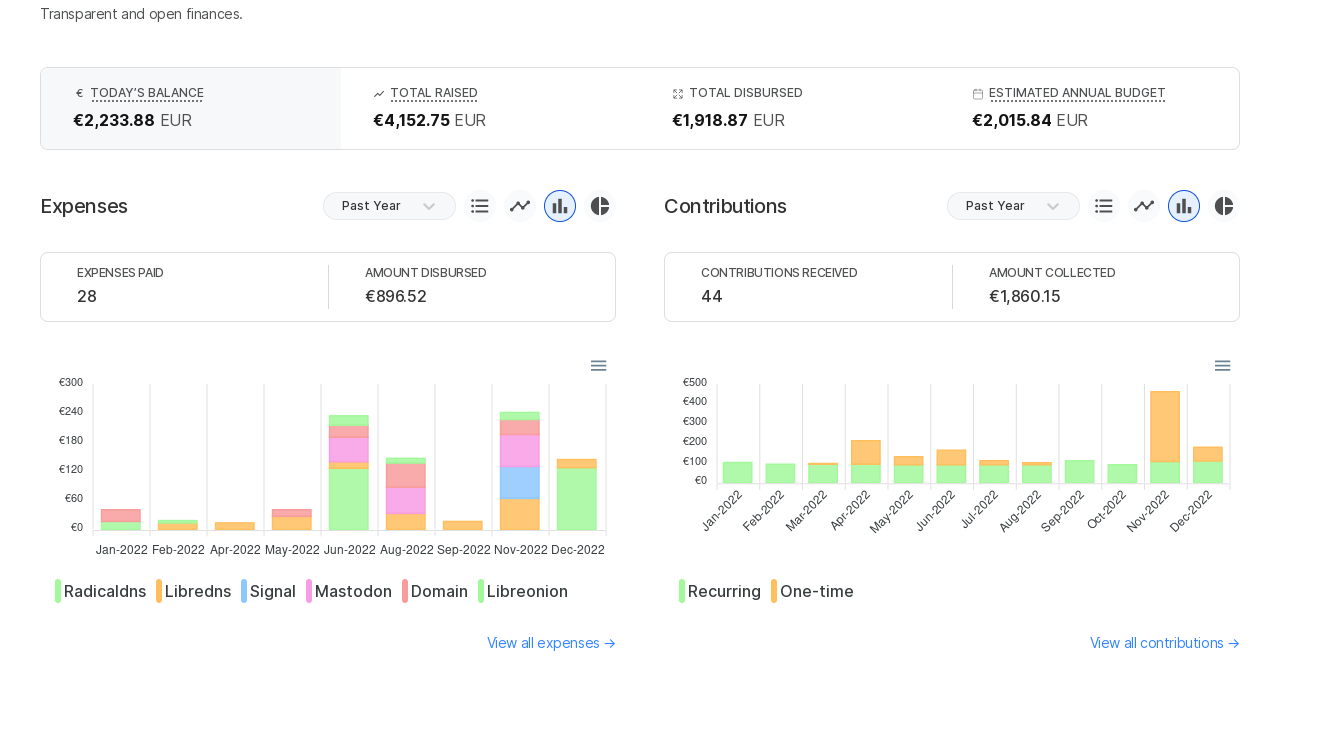 Transparent and open finances.
€ TODAY'S BALANCE
€2,233.88 EUR
TOTAL RAISED
€4,152.75 EUR
TOTAL DISBURSED
€1,918.87 EUR
ESTIMATED ANNUAL BUDGET
€2,015.84 EUR
Expenses
Past Year
EXPENSES PAID
28
AMOUNT DISBURSED
€896.52
€300
€240
€180
€120
€60
€0
Jan-2022 Feb-2022 Apr-2022 May-2022 Jun-2022 Aug-2022 Sep-2022 Nov-2022 Dec-2022
Radicaldns Libredns Signal Mastodon Domain Libreonion
View all expenses →
Contributions
Past Year
CONTRIBUTIONS RECEIVED
44
AMOUNT COLLECTED
€1,860.15
€500
€400
€300
€200
€100
€0
Jan-2022 Feb-2022 Mar-2022 Apr-2022 May-2022 Jun-2022 Jul-2022 Aug-2022 Sep-2022 Oct-2022 Nov-2022 Dec-2022
Recurring One-time
View all contributions →